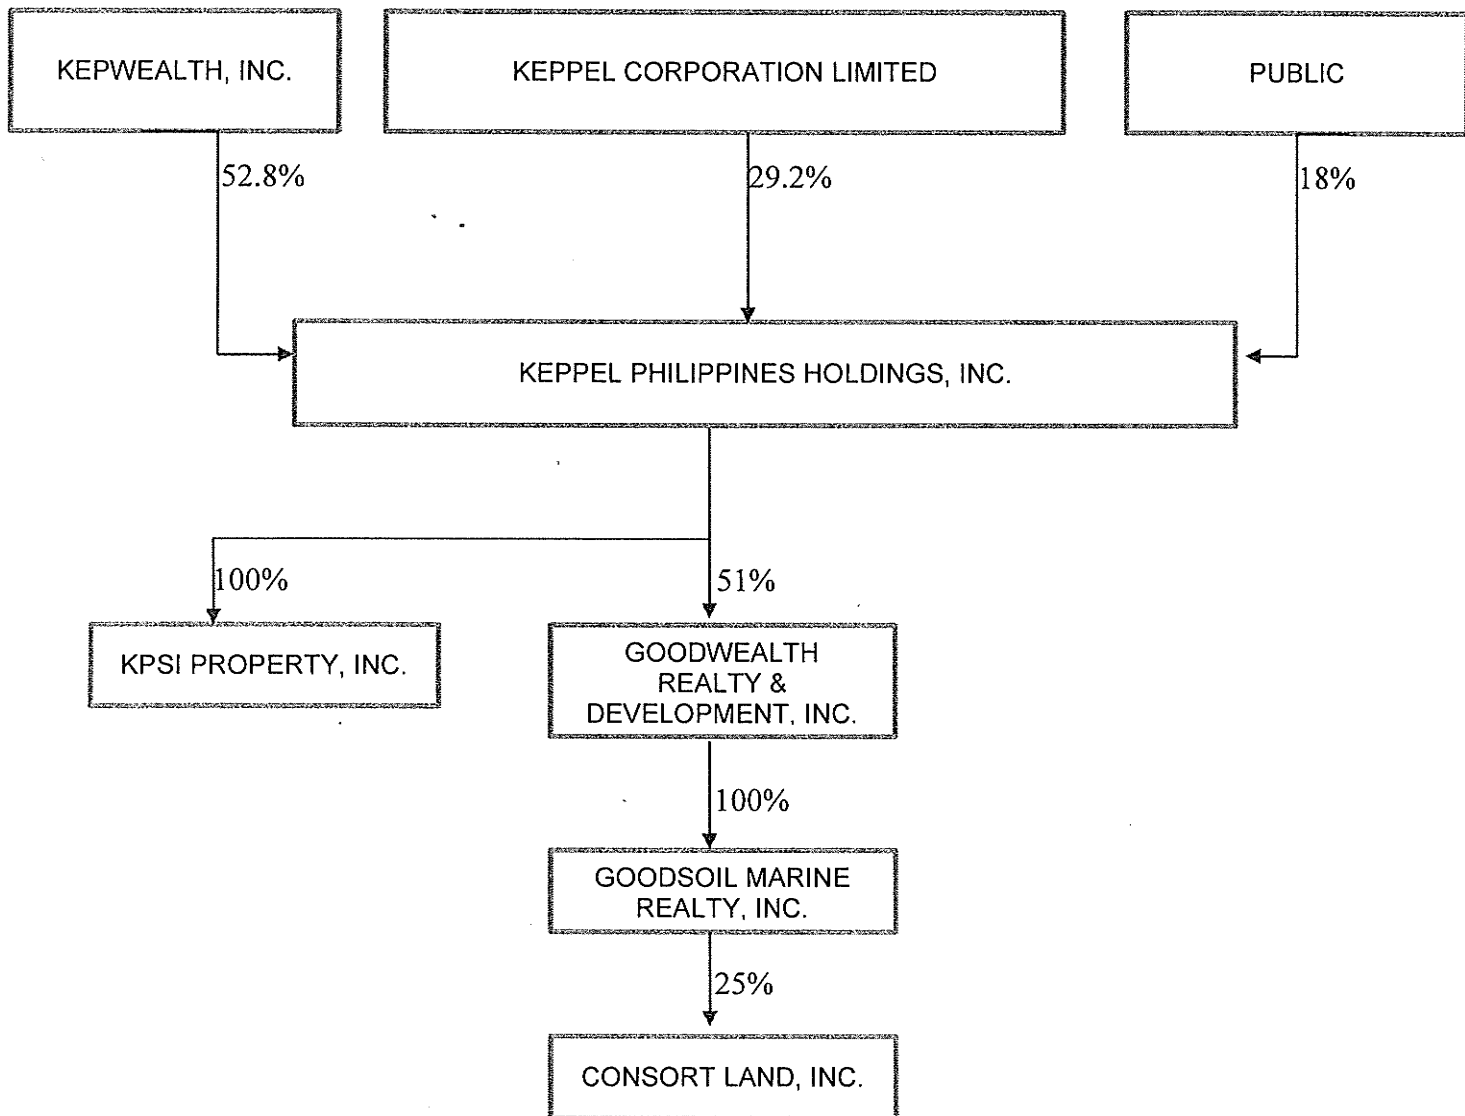 KEPWEALTH, INC.
KEPPEL CORPORATION LIMITED
PUBLIC
52.8%
29.2%
18%
KEPPEL PHILIPPINES HOLDINGS, INC.
100%
51%
KPSI PROPERTY, INC.
GOODWEALTH
REALTY &
DEVELOPMENT, INC.
100%
GOODSOIL MARINE
REALTY, INC.
25%
CONSORT LAND, INC.